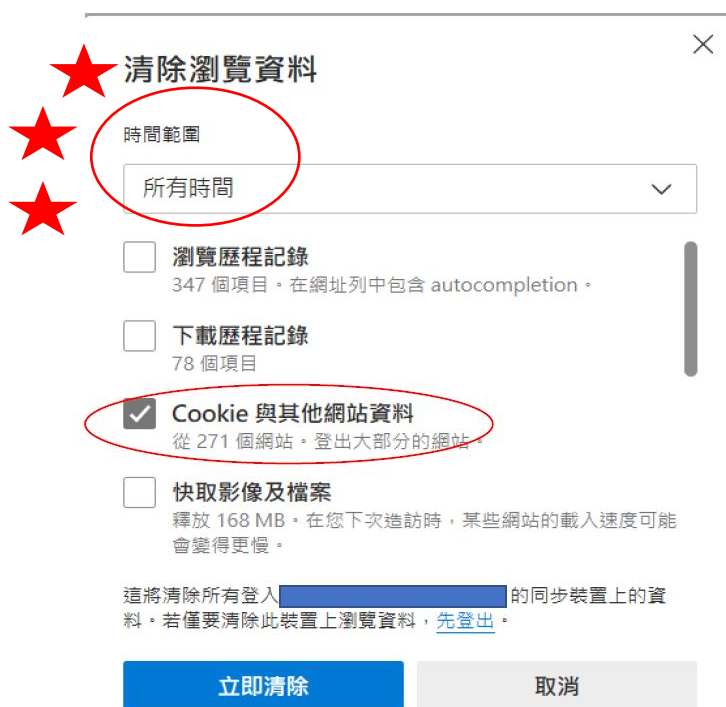 清除瀏覽資料
時間範圍
所有時間
瀏覽歷程記錄
347 個項目。在網址列中包含 autocompletion。
下載歷程記錄
78 個項目
Cookie 與其他網站資料
從 271 個網站。登出大部分的網站。
快取影像及檔案
釋放 168 MB。在您下次造訪時，某些網站的載入速度可能
會變得更慢。
這將清除所有登入 的同步裝置上的資
料。若僅要清除此裝置上瀏覽資料，先登出。
立即清除
取消